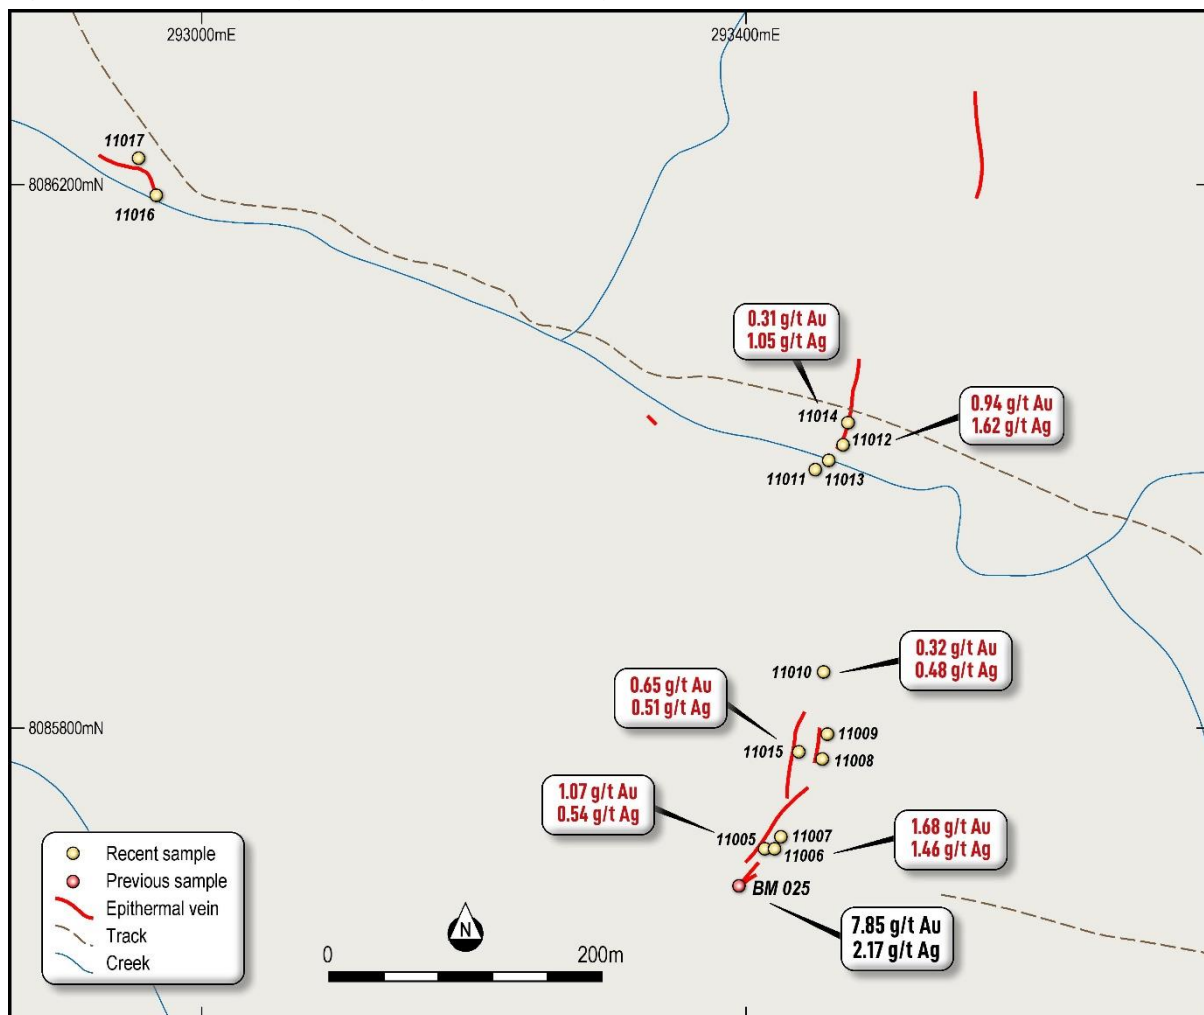 293000mE
293400mE
11017
8086200mN
11016
0.31 g/t Au
1.05 g/t Ag
0.94 g/t Au
1.62 g/t Ag
11014
11012
11011
11013
0.32 g/t Au
0.48 g/t Ag
11010
0.65 g/t Au
0.51 g/t Ag
8085800mN
11009
11015
11008
1.07 g/t Au
0.54 g/t Ag
1.68 g/t Au
1.46 g/t Ag
11005
11007
11006
BM 025
7.85 g/t Au
2.17 g/t Ag
Recent sample
Previous sample
Epithermal vein
Track
Creek
N
0
200m